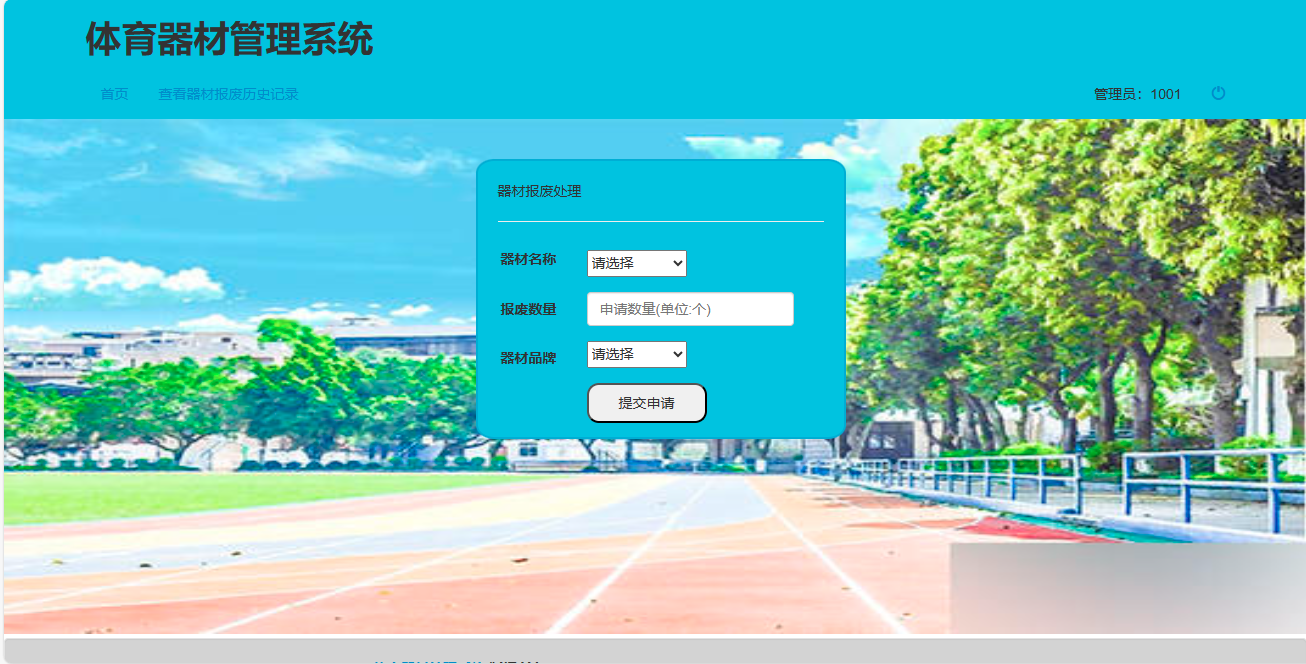 体育器材管理系统
首页 查看器材报废历史记录 管理员：1001
器材报废处理
器材名称 请选择
报废数量 申请数量(单位:个)
器材品牌 请选择
提交申请